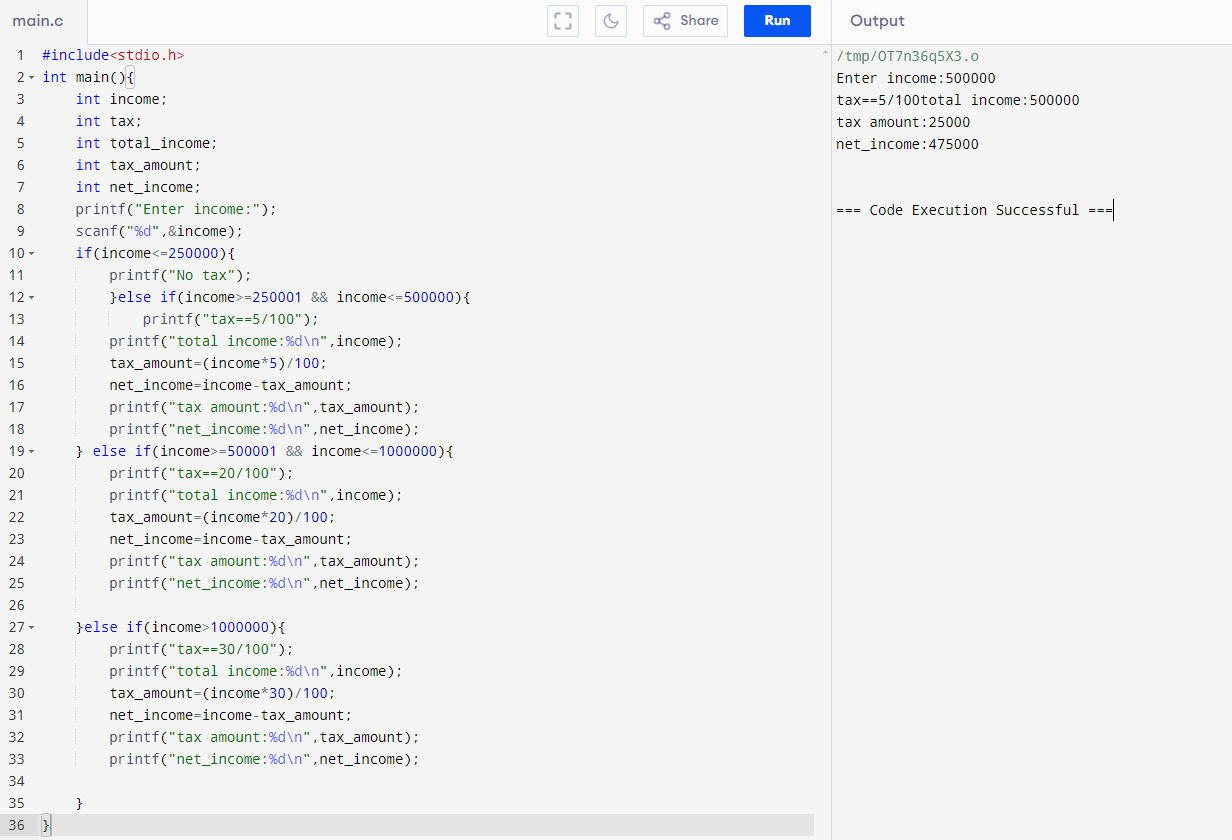 main.c
Share
Run
Output
1 #include<stdio.h>
2 int main(){
3     int income;
4     int tax;
5     int total_income;
6     int tax_amount;
7     int net_income;
8     printf("Enter income:");
9     scanf("%d",&income);
10     if(income<=250000){
11         printf("No tax");
12         }else if(income>=250001 && income<=500000){
13             printf("tax==5/100");
14         printf("total income:%d\n",income);
15         tax_amount=(income*5)/100;
16         net_income=income-tax_amount;
17         printf("tax amount:%d\n",tax_amount);
18         printf("net_income:%d\n",net_income);
19     } else if(income>=500001 && income<=1000000){
20         printf("tax==20/100");
21         printf("total income:%d\n",income);
22         tax_amount=(income*20)/100;
23         net_income=income-tax_amount;
24         printf("tax amount:%d\n",tax_amount);
25         printf("net_income:%d\n",net_income);
26
27     }else if(income>1000000){
28         printf("tax==30/100");
29         printf("total income:%d\n",income);
30         tax_amount=(income*30)/100;
31         net_income=income-tax_amount;
32         printf("tax amount:%d\n",tax_amount);
33         printf("net_income:%d\n",net_income);
34
35     }
36 }
/tmp/OT7n36q5X3.o
Enter income:500000
tax==5/100total income:500000
tax amount:25000
net_income:475000
=== Code Execution Successful ===